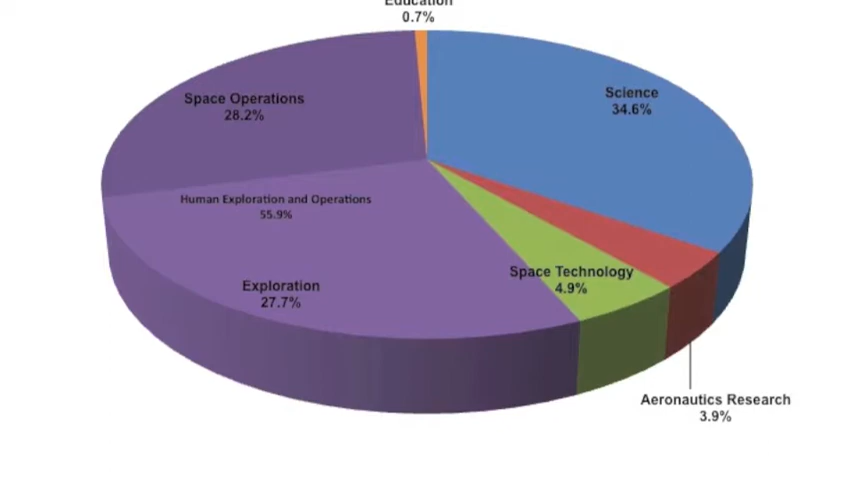 Education
0.7%
Science
34.6%
Space Operations
28.2%
Human Exploration and Operations
55.9%
Space Technology
4.9%
Exploration
27.7%
Aeronautics Research
3.9%